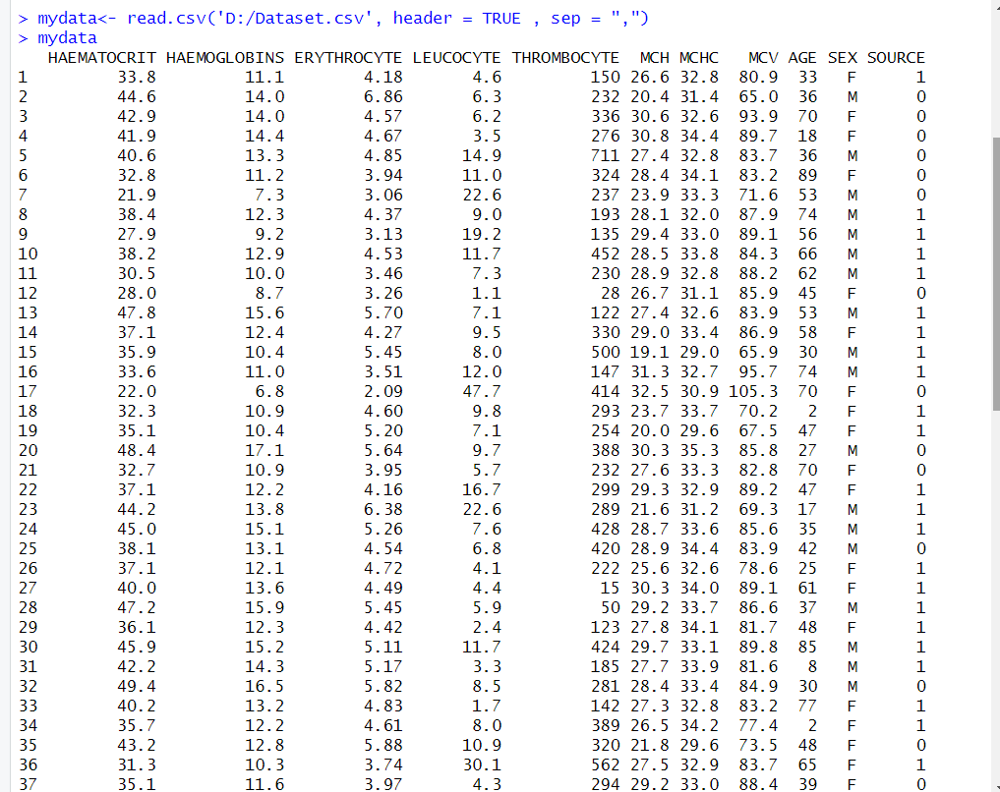 > mydata<- read.csv('D:/Dataset.csv', header = TRUE , sep = ",")
> mydata
HAEMATOCRIT HAEMOGLOBINS ERYTHROCYTE LEUCOCYTE THROMBOCYTE MCH MCHC MCV AGE SEX SOURCE
1 33.8 11.1 4.18 4.6 150 26.6 32.8 80.9 33 F 1
2 44.6 14.0 6.86 6.3 232 20.4 31.4 65.0 36 M 0
3 42.9 14.0 4.57 6.2 336 30.6 32.6 93.9 70 F 0
4 41.9 14.4 4.67 3.5 276 30.8 34.4 89.7 18 F 0
5 40.6 13.3 4.85 14.9 711 27.4 32.8 83.7 36 M 0
6 32.8 11.2 3.94 11.0 324 28.4 34.1 83.2 89 F 0
7 21.9 7.3 3.06 22.6 237 23.9 33.3 71.6 53 M 0
8 38.4 12.3 4.37 9.0 193 28.1 32.0 87.9 74 M 1
9 27.9 9.2 3.13 19.2 135 29.4 33.0 89.1 56 M 1
10 38.2 12.9 4.53 11.7 452 28.5 33.8 84.3 66 M 1
11 30.5 10.0 3.46 7.3 230 28.9 32.8 88.2 62 M 1
12 28.0 8.7 3.26 1.1 28 26.7 31.1 85.9 45 F 0
13 47.8 15.6 5.70 7.1 122 27.4 32.6 83.9 53 M 1
14 37.1 12.4 4.27 9.5 330 29.0 33.4 86.9 58 F 1
15 35.9 10.4 5.45 8.0 500 19.1 29.0 65.9 30 M 1
16 33.6 11.0 3.51 12.0 147 31.3 32.7 95.7 74 M 1
17 22.0 6.8 2.09 47.7 414 32.5 30.9 105.3 70 F 0
18 32.3 10.9 4.60 9.8 293 23.7 33.7 70.2 2 F 1
19 35.1 10.4 5.20 7.1 254 20.0 29.6 67.5 47 F 1
20 48.4 17.1 5.64 9.7 388 30.3 35.3 85.8 27 M 0
21 32.7 10.9 3.95 5.7 232 27.6 33.3 82.8 70 F 0
22 37.1 12.2 4.16 16.7 299 29.3 32.9 89.2 47 F 1
23 44.2 13.8 6.38 22.6 289 21.6 31.2 69.3 17 M 1
24 45.0 15.1 5.26 7.6 428 28.7 33.6 85.6 35 M 1
25 38.1 13.1 4.54 6.8 420 28.9 34.4 83.9 42 M 0
26 37.1 12.1 4.72 4.1 222 25.6 32.6 78.6 25 F 1
27 40.0 13.6 4.49 4.4 15 30.3 34.0 89.1 61 F 1
28 47.2 15.9 5.45 5.9 50 29.2 33.7 86.6 37 M 1
29 36.1 12.3 4.42 2.4 123 27.8 34.1 81.7 48 F 1
30 45.9 15.2 5.11 11.7 424 29.7 33.1 89.8 85 M 1
31 42.2 14.3 5.17 3.3 185 27.7 33.9 81.6 8 M 1
32 49.4 16.5 5.82 8.5 281 28.4 33.4 84.9 30 M 0
33 40.2 13.2 4.83 1.7 142 27.3 32.8 83.2 77 F 1
34 35.7 12.2 4.61 8.0 389 26.5 34.2 77.4 2 F 1
35 43.2 12.8 5.88 10.9 320 21.8 29.6 73.5 48 F 0
36 31.3 10.3 3.74 30.1 562 27.5 32.9 83.7 65 F 1
37 35.1 11.6 3.97 4.3 294 29.2 33.0 88.4 39 F 0